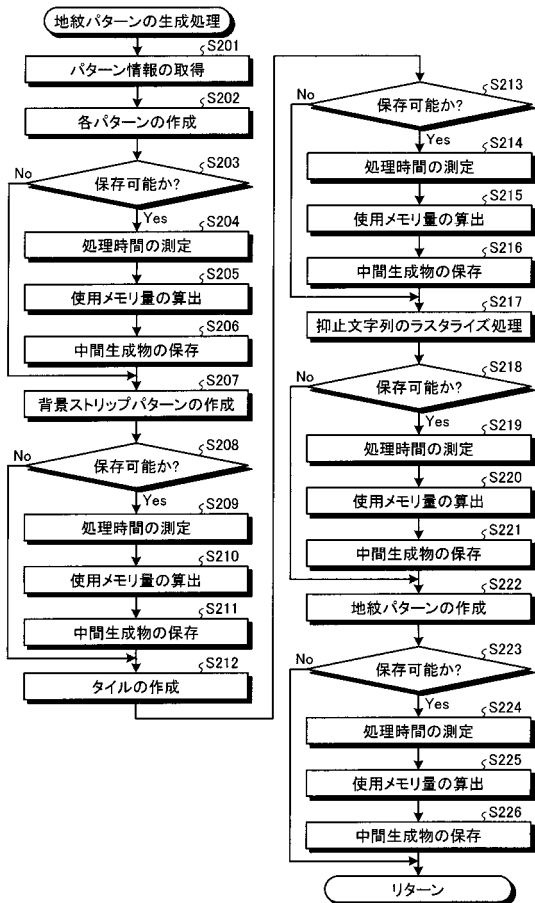 地紋パターンの生成処理
S201
パターン情報の取得
S202
各パターンの作成
S203
保存可能か?
No
Yes
S204
処理時間の測定
S205
使用メモリ量の算出
S206
中間生成物の保存
S207
背景ストリップパターンの作成
S208
保存可能か?
No
Yes
S209
処理時間の測定
S210
使用メモリ量の算出
S211
中間生成物の保存
S212
タイルの作成
S213
保存可能か?
No
Yes
S214
処理時間の測定
S215
使用メモリ量の算出
S216
中間生成物の保存
S217
抑止文字列のラスタライズ処理
S218
保存可能か?
No
Yes
S219
処理時間の測定
S220
使用メモリ量の算出
S221
中間生成物の保存
S222
地紋パターンの作成
S223
保存可能か?
No
Yes
S224
処理時間の測定
S225
使用メモリ量の算出
S226
中間生成物の保存
リターン